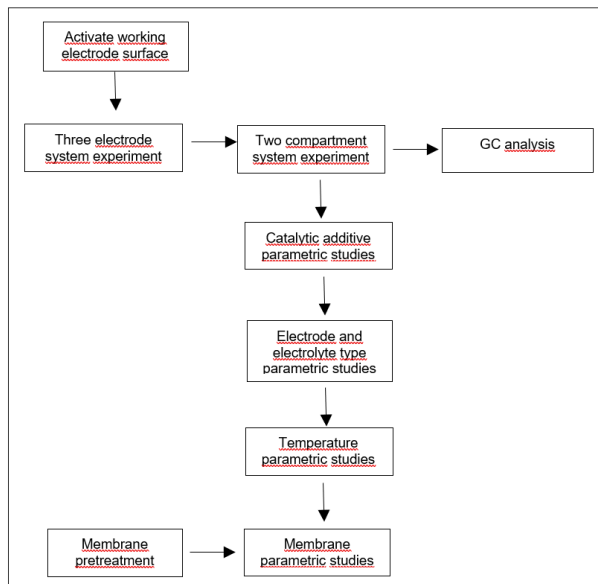 Activate working
electrode surface
Three electrode
system experiment
Two compartment
system experiment
GC analysis
Catalytic additive
parametric studies
Electrode and
electrolyte type
parametric studies
Temperature
parametric studies
Membrane
pretreatment
Membrane
parametric studies